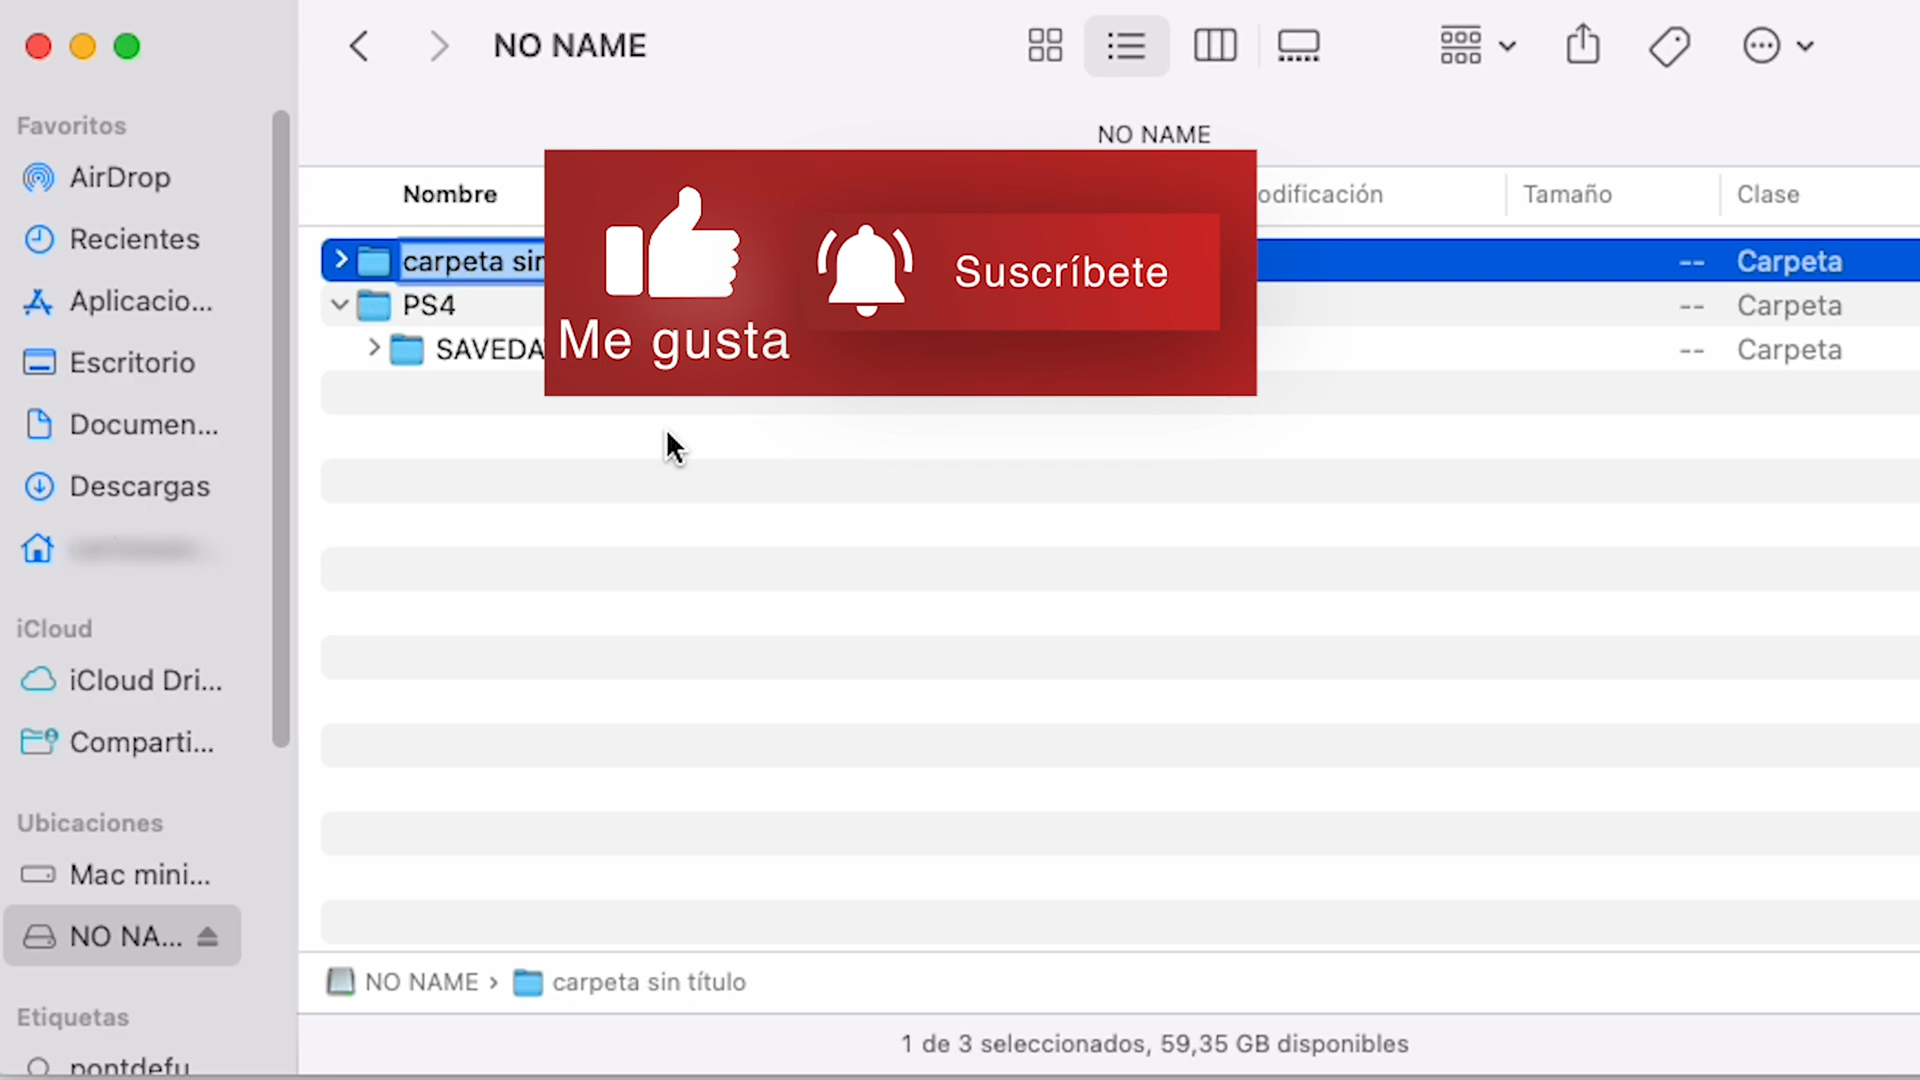 NO NAME
NO NAME
Favoritos
AirDrop
Recientes
Aplicacio...
Escritorio
Documen...
Descargas
iCloud
iCloud Dri...
Comparti...
Ubicaciones
Mac mini...
NO NA...
Etiquetas
pontdefu
Nombre
odificación
Tamaño
Clase
carpeta sin
-- Carpeta
PS4
-- Carpeta
SAVEDA
-- Carpeta
Me gusta
Suscríbete
NO NAME › carpeta sin título
1 de 3 seleccionados, 59,35 GB disponibles